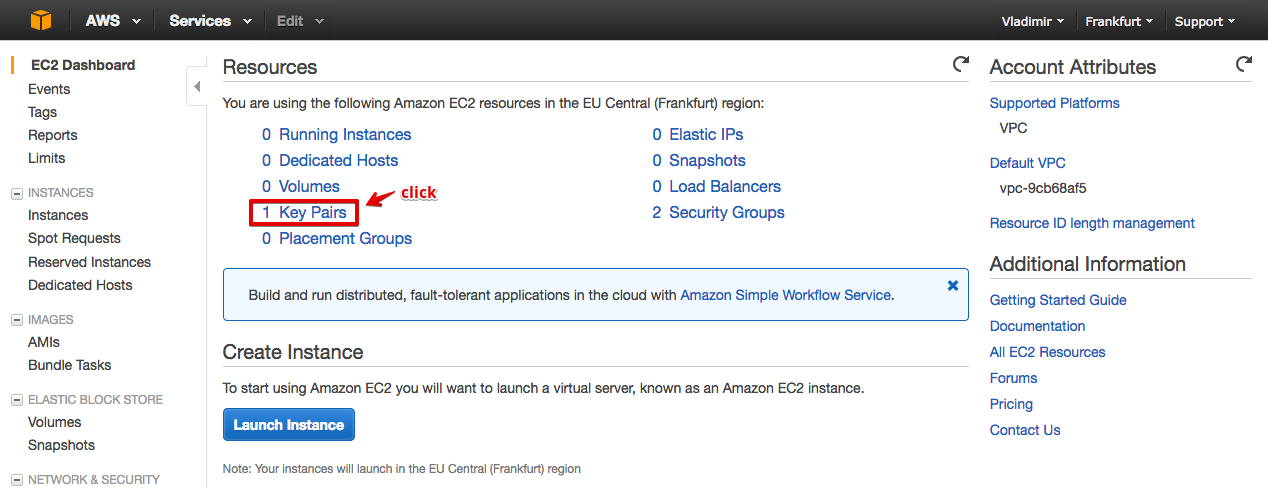 AWS Services Edit Vladimir Frankfurt Support
EC2 Dashboard
Events
Tags
Reports
Limits
INSTANCES
Instances
Spot Requests
Reserved Instances
Dedicated Hosts
IMAGES
AMIs
Bundle Tasks
ELASTIC BLOCK STORE
Volumes
Snapshots
NETWORK & SECURITY
Resources
You are using the following Amazon EC2 resources in the EU Central (Frankfurt) region:
0 Running Instances
0 Dedicated Hosts
0 Volumes
1 Key Pairs
click
0 Placement Groups
0 Elastic IPs
0 Snapshots
0 Load Balancers
2 Security Groups
Build and run distributed, fault-tolerant applications in the cloud with Amazon Simple Workflow Service.
Create Instance
To start using Amazon EC2 you will want to launch a virtual server, known as an Amazon EC2 instance.
Launch Instance
Note: Your instances will launch in the EU Central (Frankfurt) region
Account Attributes
Supported Platforms
VPC
Default VPC
vpc-9cb68af5
Resource ID length management
Additional Information
Getting Started Guide
Documentation
All EC2 Resources
Forums
Pricing
Contact Us